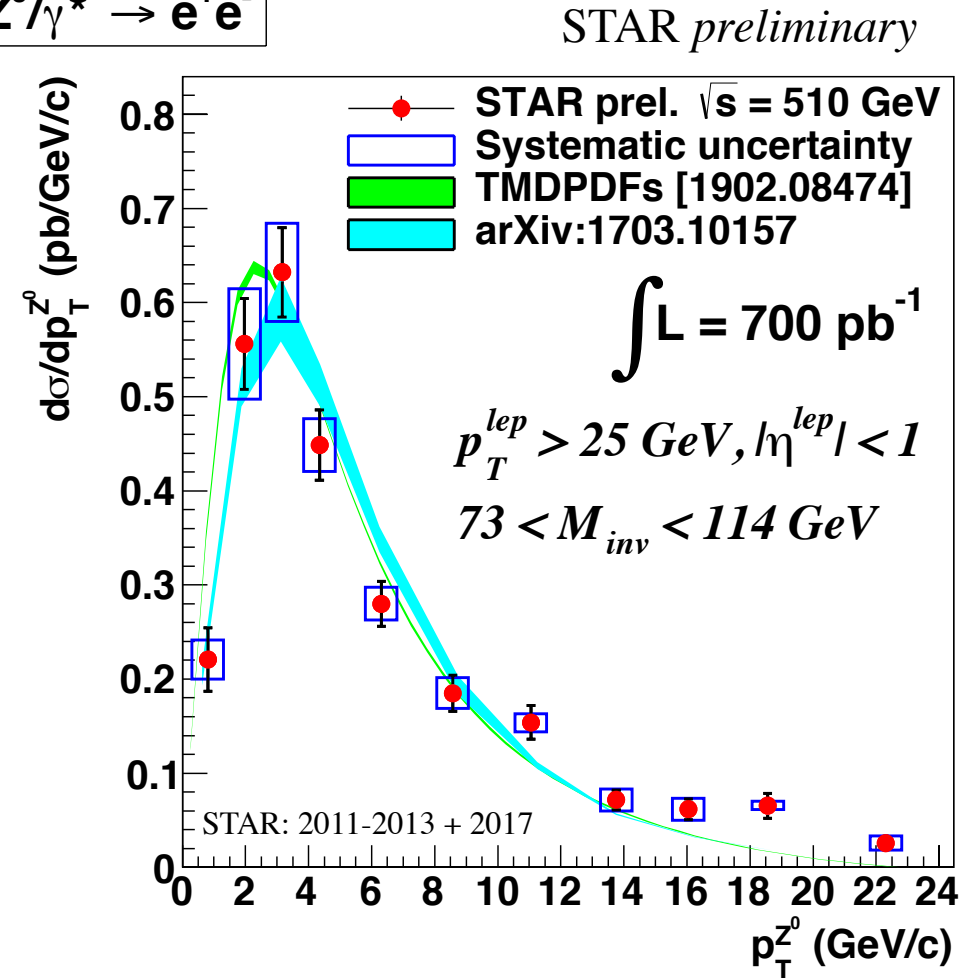 Z⁰/γ* → e⁺e⁻
STAR preliminary
STAR prel. √s = 510 GeV
Systematic uncertainty
TMDPDFs [1902.08474]
arXiv:1703.10157
∫L = 700 pb⁻¹
p_T^lep > 25 GeV, |η^lep| < 1
73 < M_inv < 114 GeV
STAR: 2011-2013 + 2017
dσ/dp_T^Z⁰ (pb/GeV/c)
0.8
0.7
0.6
0.5
0.4
0.3
0.2
0.1
0
0 2 4 6 8 10 12 14 16 18 20 22 24
p_T^Z⁰ (GeV/c)